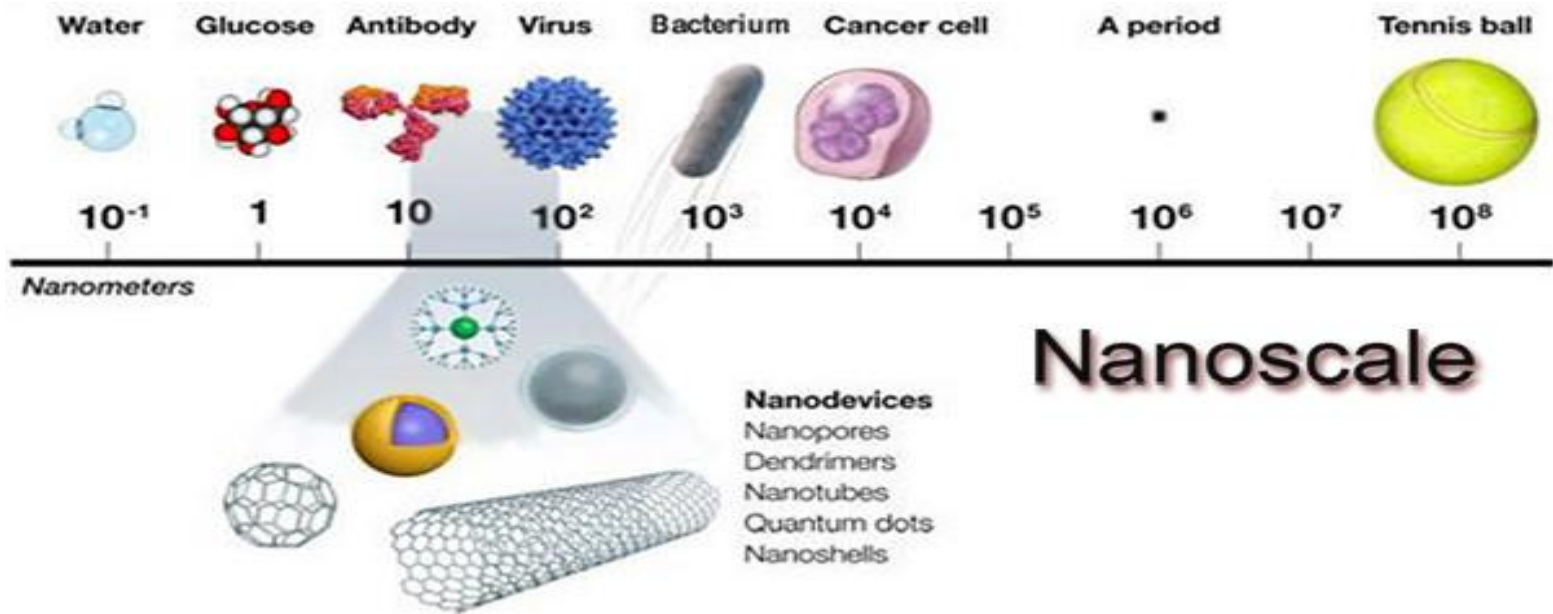 Water Glucose Antibody Virus Bacterium Cancer cell A period Tennis ball
10⁻¹ 1 10 10² 10³ 10⁴ 10⁵ 10⁶ 10⁷ 10⁸
Nanometers
Nanoscale
Nanodevices
Nanopores
Dendrimers
Nanotubes
Quantum dots
Nanoshells